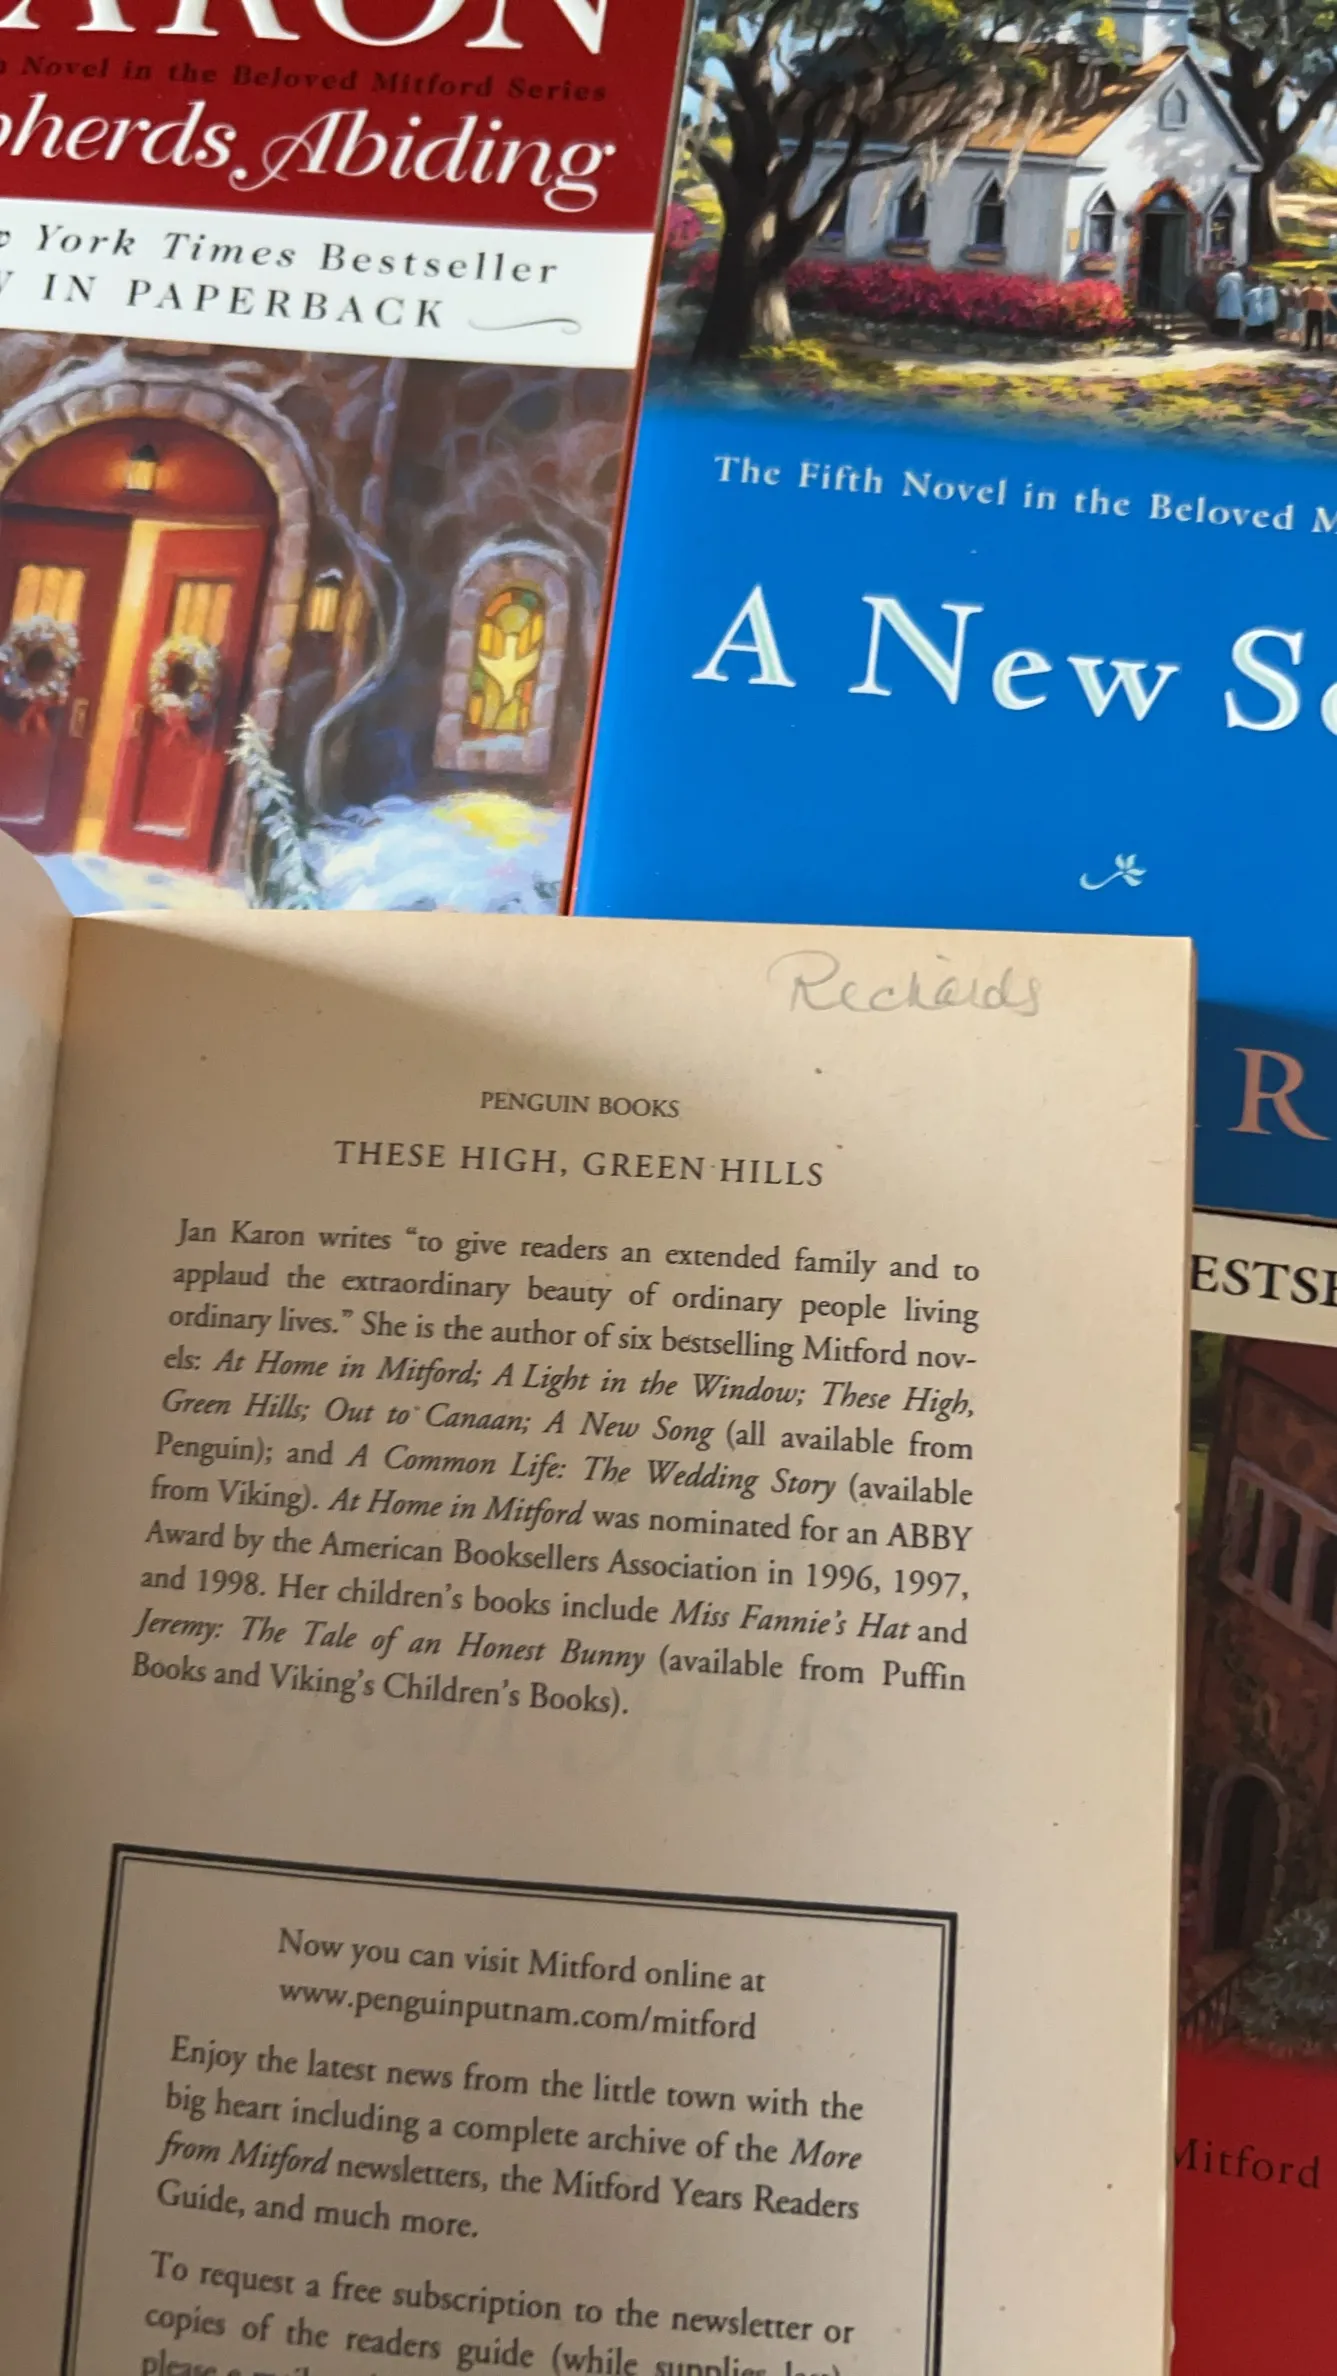 ARON
Novel in the Beloved Mitford Series
pherds Abiding
York Times Bestseller
IN PAPERBACK
The Fifth Novel in the Beloved M
A New So
R
ESTSE
Mitford
Rechards
PENGUIN BOOKS
THESE HIGH, GREEN HILLS
Jan Karon writes “to give readers an extended family and to
applaud the extraordinary beauty of ordinary people living
ordinary lives.” She is the author of six bestselling Mitford nov-
els: At Home in Mitford; A Light in the Window; These High,
Green Hills; Out to Canaan; A New Song (all available from
Penguin); and A Common Life: The Wedding Story (available
from Viking). At Home in Mitford was nominated for an ABBY
Award by the American Booksellers Association in 1996, 1997,
and 1998. Her children’s books include Miss Fannie’s Hat and
Jeremy: The Tale of an Honest Bunny (available from Puffin
Books and Viking’s Children’s Books).
Now you can visit Mitford online at
www.penguinputnam.com/mitford
Enjoy the latest news from the little town with the
big heart including a complete archive of the More
from Mitford newsletters, the Mitford Years Readers
Guide, and much more.
To request a free subscription to the newsletter or
copies of the readers guide (while supplies
please